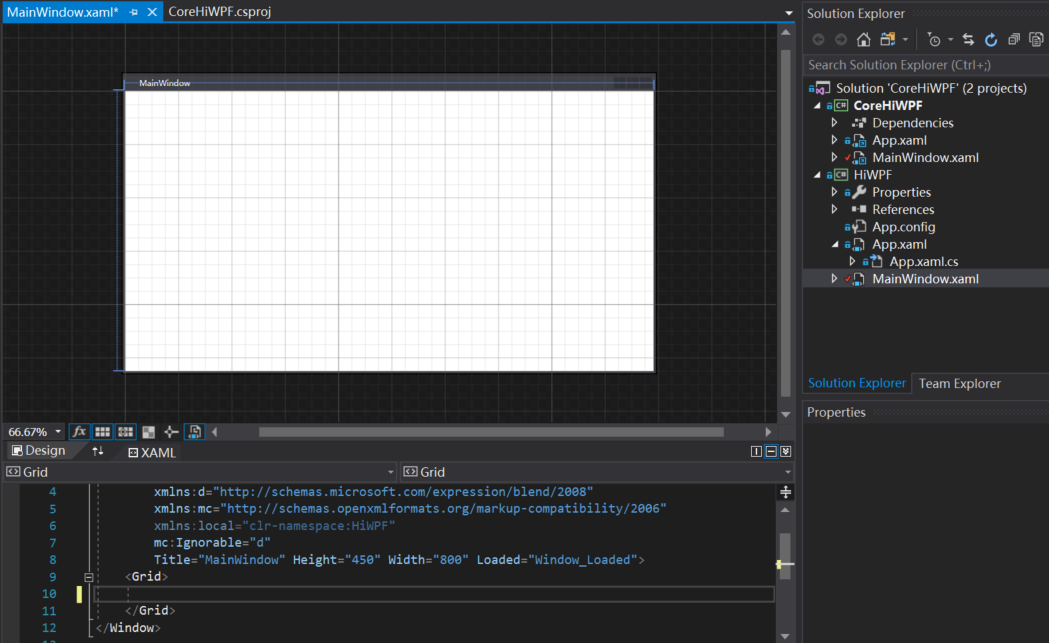 MainWindow.xaml*
CoreHiWPF.csproj
MainWindow
66.67%
fx
Design
XAML
Grid
Grid
4 xmlns:d="http://schemas.microsoft.com/expression/blend/2008"
5 xmlns:mc="http://schemas.openxmlformats.org/markup-compatibility/2006"
6 xmlns:local="clr-namespace:HiWPF"
7 mc:Ignorable="d"
8 Title="MainWindow" Height="450" Width="800" Loaded="Window_Loaded">
9 <Grid>
10
11 </Grid>
12 </Window>
Solution Explorer
Search Solution Explorer (Ctrl+;)
Solution 'CoreHiWPF' (2 projects)
C# CoreHiWPF
Dependencies
App.xaml
MainWindow.xaml
C# HiWPF
Properties
References
App.config
App.xaml
App.xaml.cs
MainWindow.xaml
Solution Explorer
Team Explorer
Properties